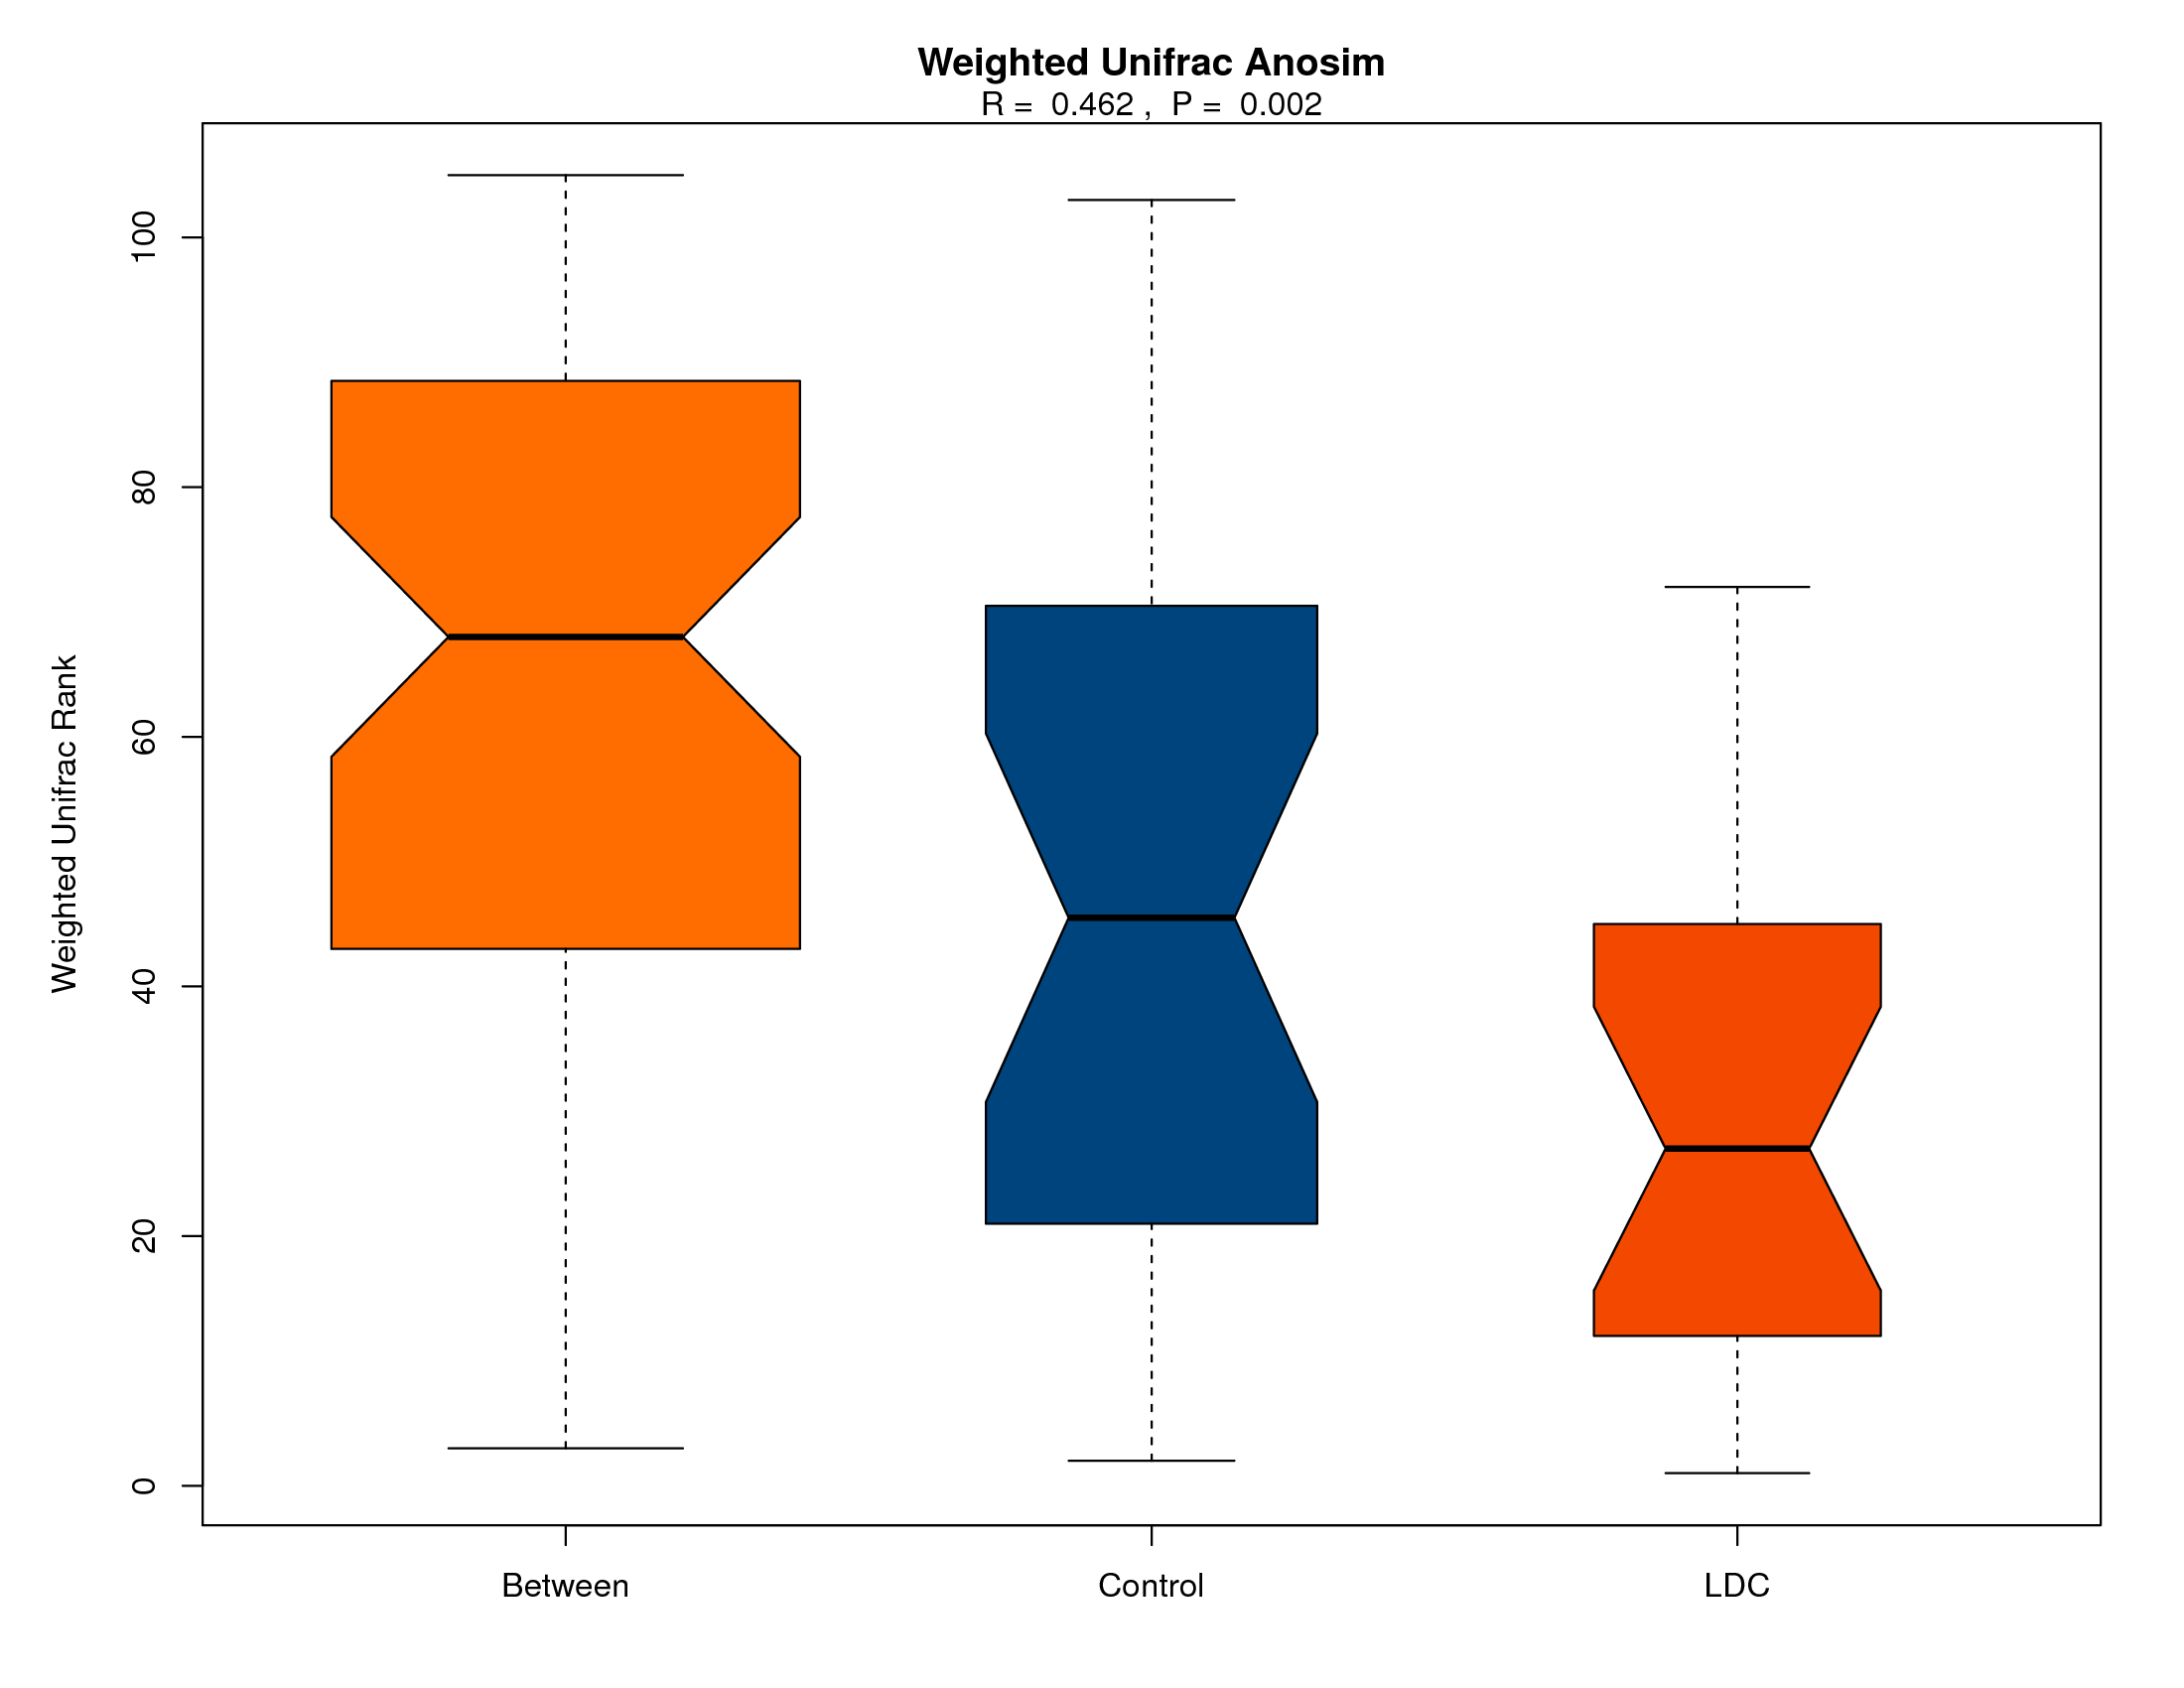 Weighted Unifrac Anosim
R = 0.462 , P = 0.002
Weighted Unifrac Rank
100
80
60
40
20
0
Between
Control
LDC